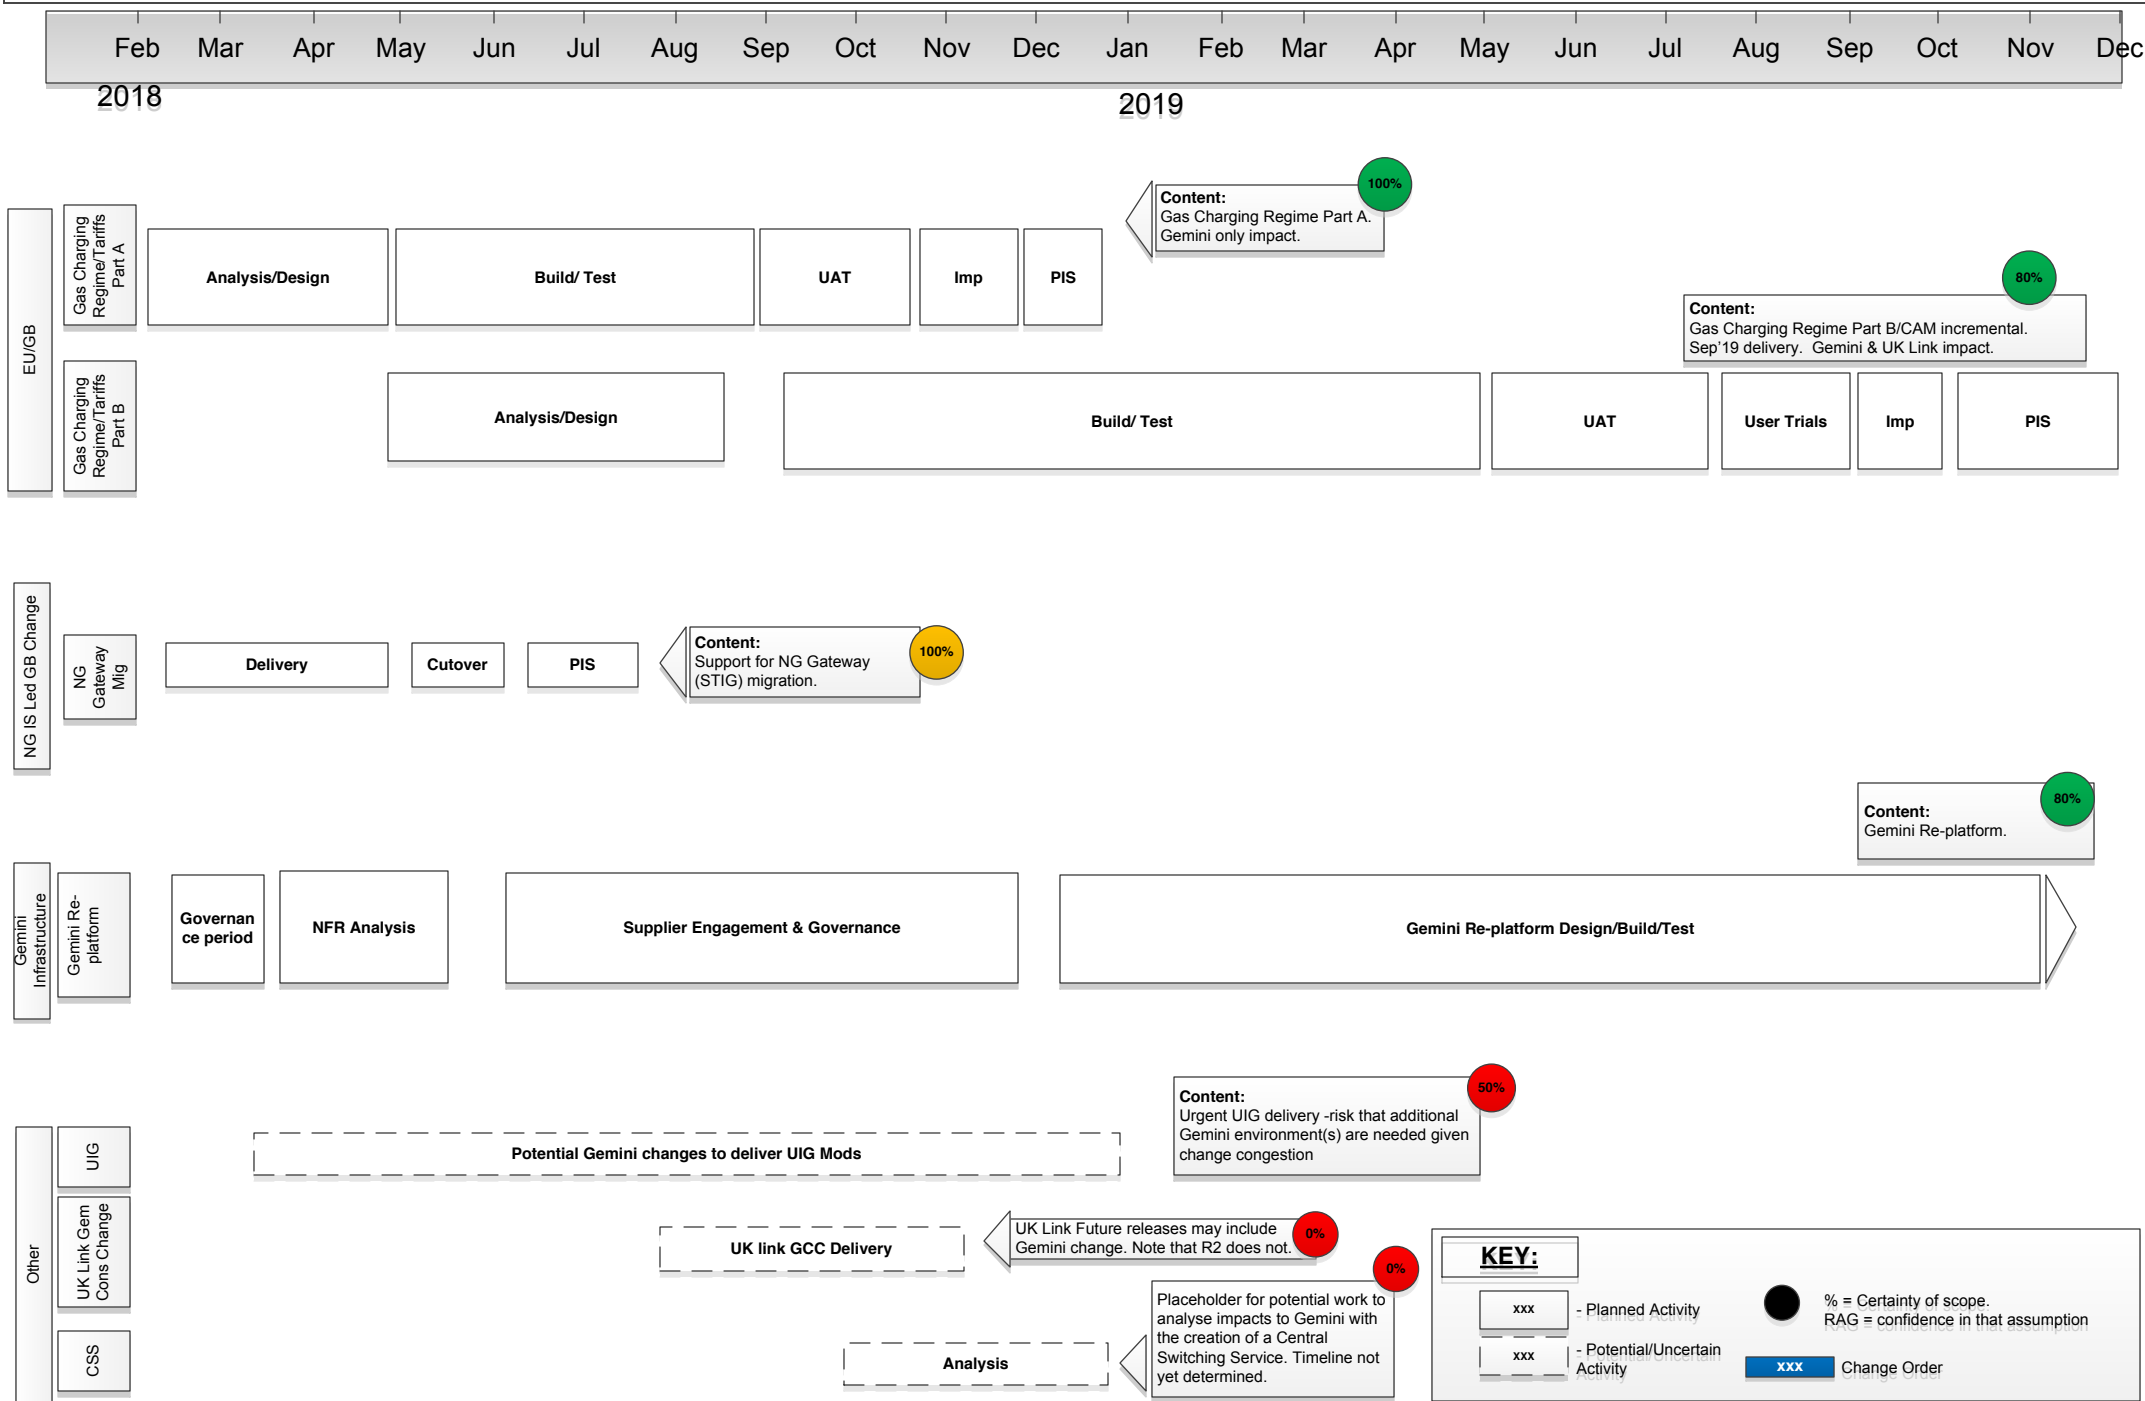 Feb Mar Apr May Jun Jul Aug Sep Oct Nov Dec Jan Feb Mar Apr May Jun Jul Aug Sep Oct Nov Dec
2018
2019
EU/GB
Gas Charging
Regime/Tariffs
Part A
Analysis/Design
Build/ Test
UAT
Imp
PIS
Content:
Gas Charging Regime Part A.
Gemini only impact.
100%
Content:
Gas Charging Regime Part B/CAM incremental.
Sep'19 delivery.  Gemini & UK Link impact.
80%
Gas Charging
Regime/Tariffs
Part B
Analysis/Design
Build/ Test
UAT
User Trials
Imp
PIS
NG IS Led GB Change
NG
Gateway
Mig
Delivery
Cutover
PIS
Content:
Support for NG Gateway
(STIG) migration.
100%
Content:
Gemini Re-platform.
80%
Gemini
Infrastructure
Gemini Re-
platform
Governan
ce period
NFR Analysis
Supplier Engagement & Governance
Gemini Re-platform Design/Build/Test
Other
UIG
Potential Gemini changes to deliver UIG Mods
Content:
Urgent UIG delivery -risk that additional
Gemini environment(s) are needed given
change congestion
50%
UK Link Gem
Cons Change
UK link GCC Delivery
UK Link Future releases may include
Gemini change. Note that R2 does not.
0%
CSS
Analysis
Placeholder for potential work to
analyse impacts to Gemini with
the creation of a Central
Switching Service. Timeline not
yet determined.
0%
KEY:
xxx
- Planned Activity
xxx
- Potential/Uncertain
Activity
% = Certainty of scope.
RAG = confidence in that assumption
xxx
Change Order